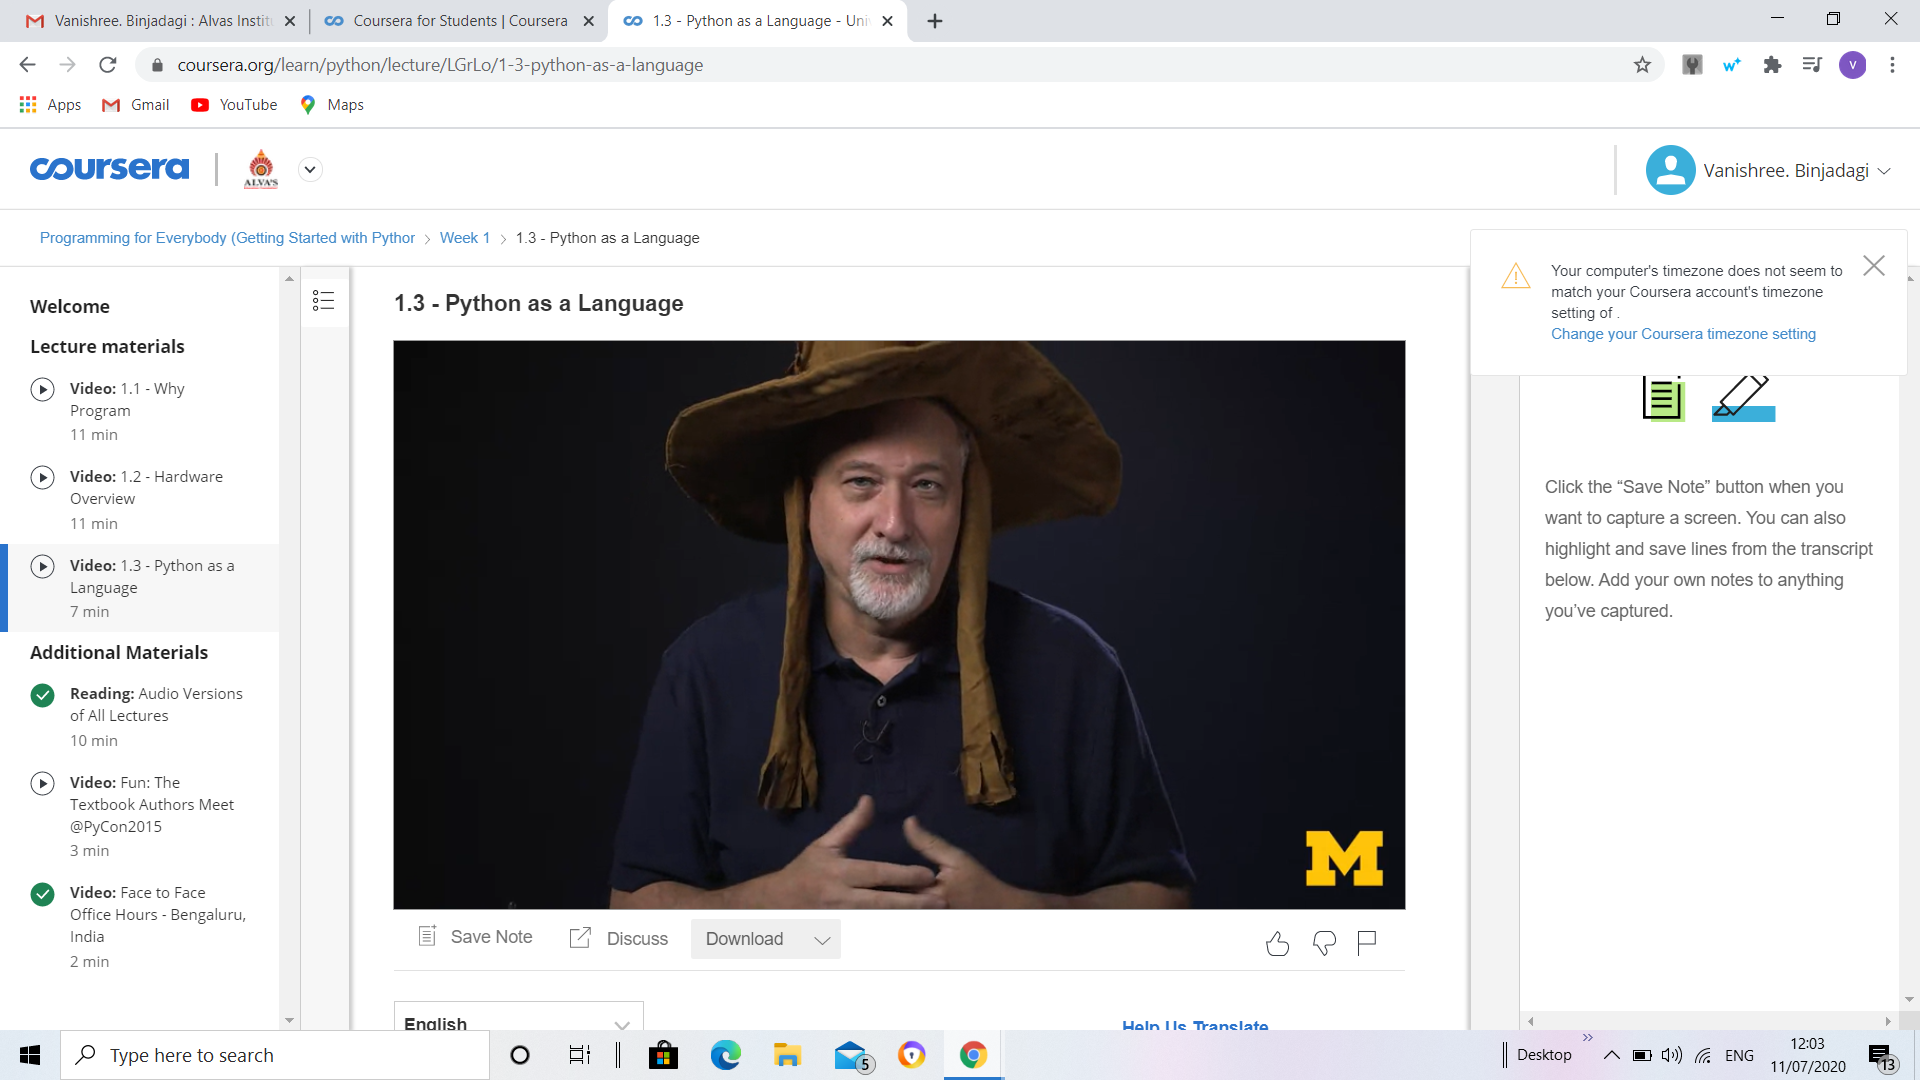 Vanishree. Binjadagi : Alvas Instit
Coursera for Students | Coursera
1.3 - Python as a Language - Uni
coursera.org/learn/python/lecture/LGrLo/1-3-python-as-a-language
V
Apps
Gmail
YouTube
Maps
coursera
ALVA'S
Vanishree. Binjadagi
Programming for Everybody (Getting Started with Python
Week 1
1.3 - Python as a Language
Your computer's timezone does not seem to
match your Coursera account's timezone
setting of .
Change your Coursera timezone setting
Welcome
Lecture materials
Video: 1.1 - Why
Program
11 min
Video: 1.2 - Hardware
Overview
11 min
Video: 1.3 - Python as a
Language
7 min
Additional Materials
Reading: Audio Versions
of All Lectures
10 min
Video: Fun: The
Textbook Authors Meet
@PyCon2015
3 min
Video: Face to Face
Office Hours - Bengaluru,
India
2 min
1.3 - Python as a Language
M
Save Note
Discuss
Download
English
Help Us Translate
Click the “Save Note” button when you
want to capture a screen. You can also
highlight and save lines from the transcript
below. Add your own notes to anything
you’ve captured.
Type here to search
5
Desktop
ENG
12:03
11/07/2020
13